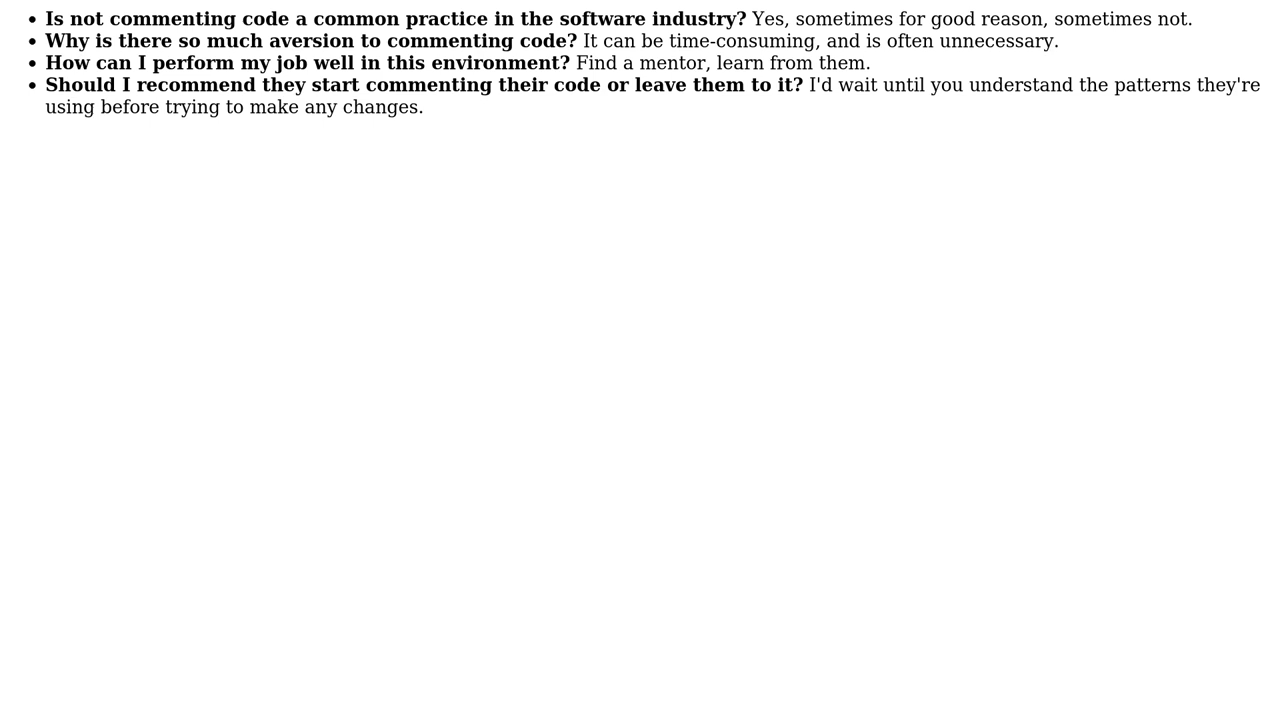 • Is not commenting code a common practice in the software industry? Yes, sometimes for good reason, sometimes not.
• Why is there so much aversion to commenting code? It can be time-consuming, and is often unnecessary.
• How can I perform my job well in this environment? Find a mentor, learn from them.
• Should I recommend they start commenting their code or leave them to it? I'd wait until you understand the patterns they're
using before trying to make any changes.